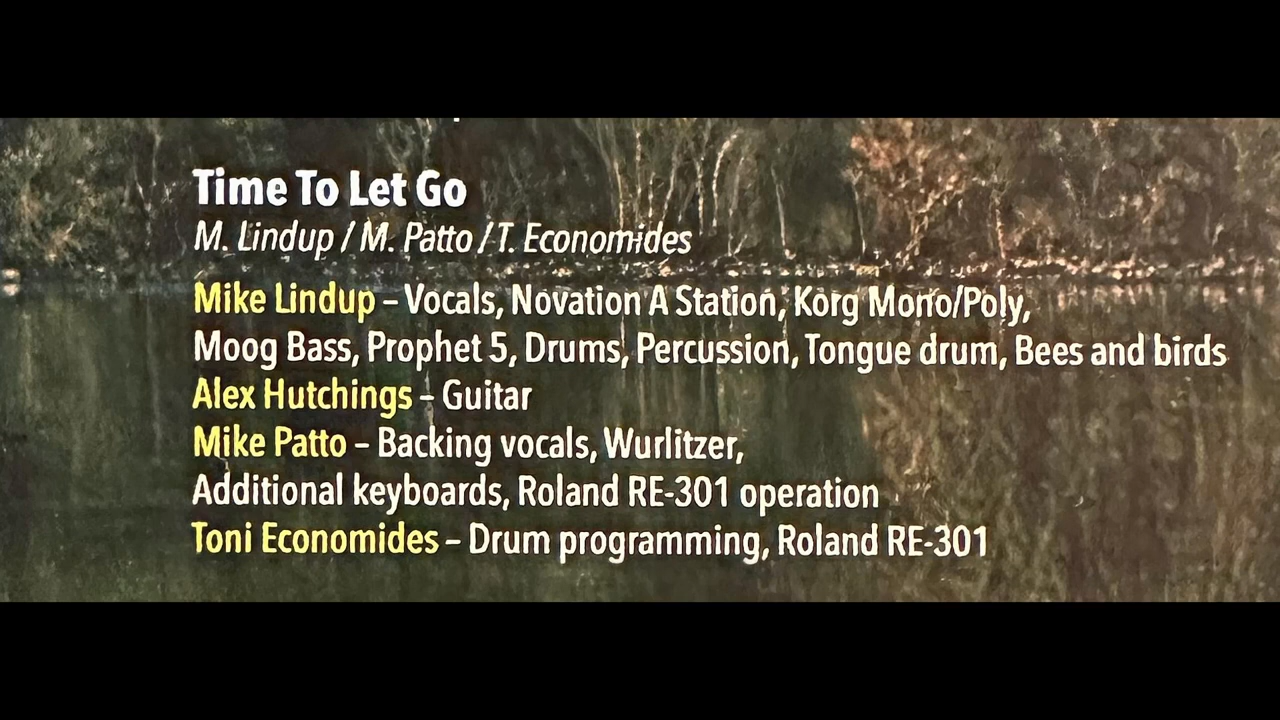 Time To Let Go
M. Lindup / M. Patto / T. Economides
Mike Lindup – Vocals, Novation A Station, Korg Mono/Poly,
Moog Bass, Prophet 5, Drums, Percussion, Tongue drum, Bees and birds
Alex Hutchings – Guitar
Mike Patto – Backing vocals, Wurlitzer,
Additional keyboards, Roland RE-301 operation
Toni Economides – Drum programming, Roland RE-301